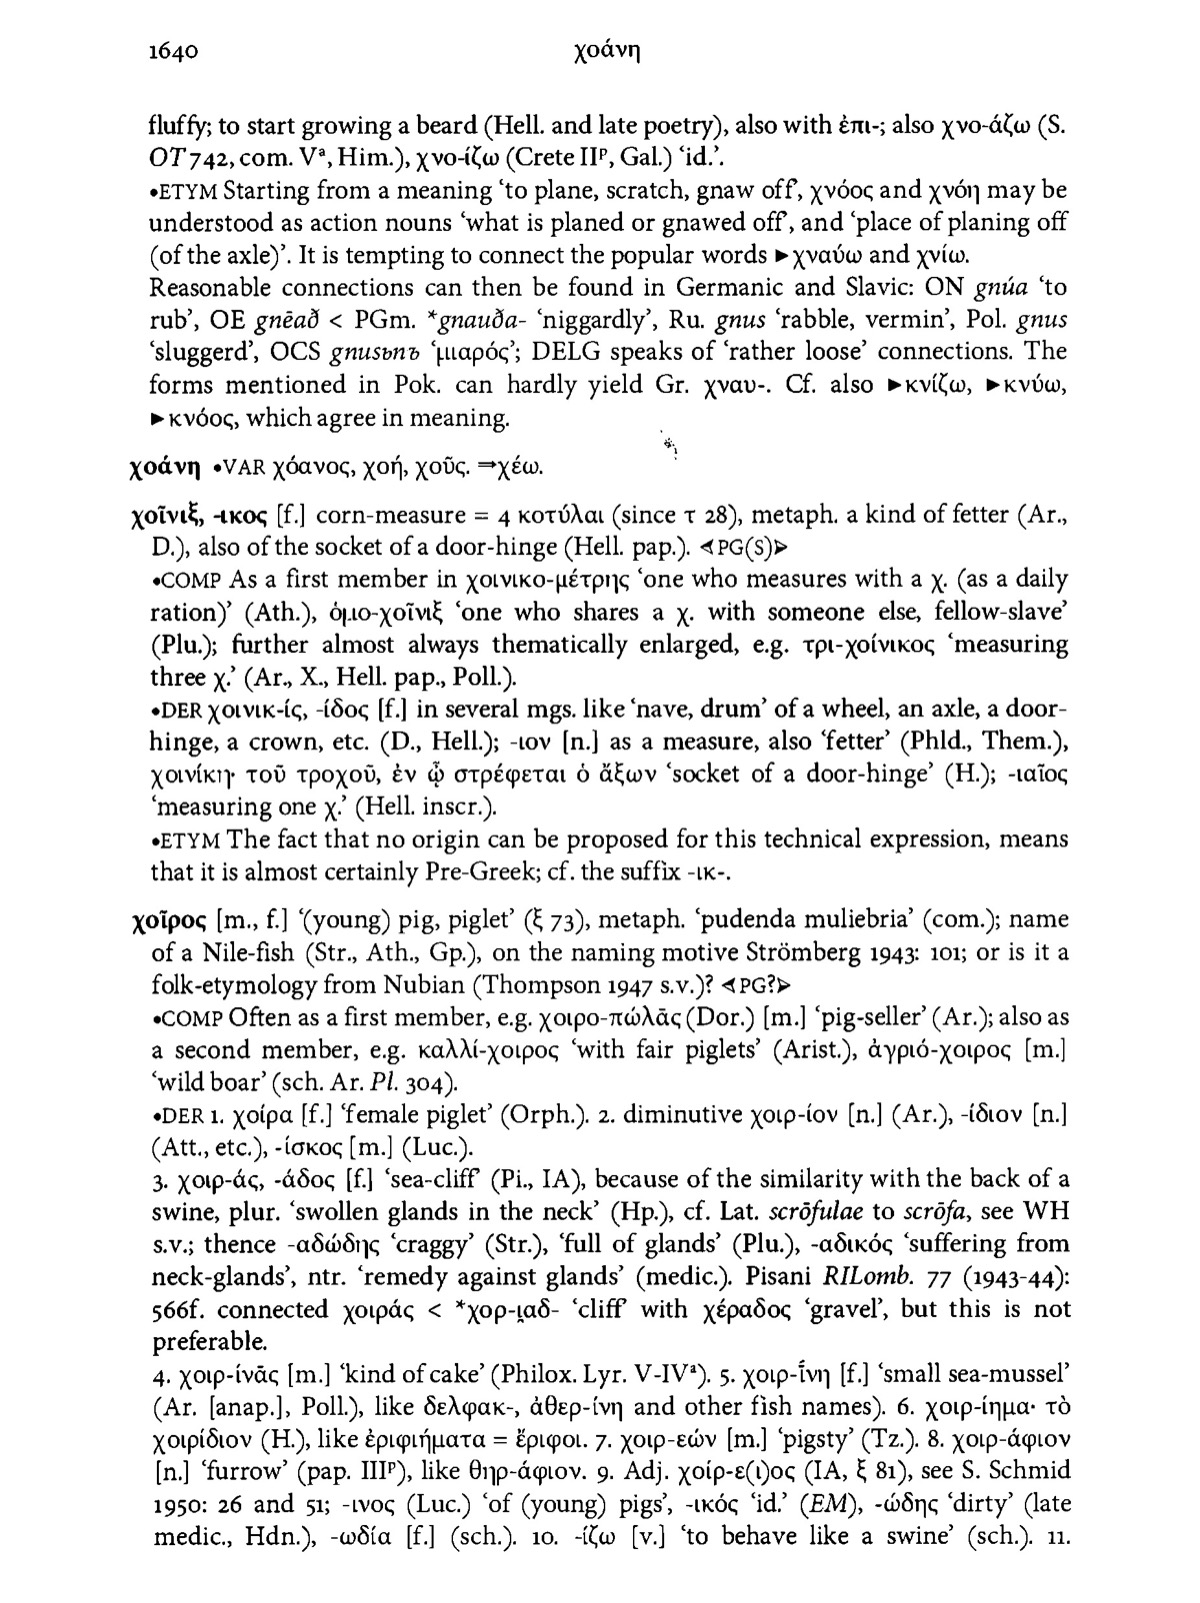 1640 χοάνη
fluffy; to start growing a beard (Hell. and late poetry), also with ἐπι-; also χνο-άζω (S.
OT 742, com. Vᵃ, Him.), χνο-ίζω (Crete IIᵖ, Gal.) ‘id.’.
•ETYM Starting from a meaning ‘to plane, scratch, gnaw off’, χνόος and χνόη may be
understood as action nouns ‘what is planed or gnawed off’, and ‘place of planing off
(of the axle)’. It is tempting to connect the popular words ►χναύω and χνίω.
Reasonable connections can then be found in Germanic and Slavic: ON gnúa ‘to
rub’, OE gnēað < PGm. *gnauða- ‘niggardly’, Ru. gnus ‘rabble, vermin’, Pol. gnus
‘sluggerd’, OCS gnusьnъ ‘μιαρός’; DELG speaks of ‘rather loose’ connections. The
forms mentioned in Pok. can hardly yield Gr. χναυ-. Cf. also ►κνίζω, ►κνύω,
►κνόος, which agree in meaning.
χοάνη •VAR χόανος, χοή, χοῦς. ⇒χέω.
χοῖνιξ, -ικος [f.] corn-measure = 4 κοτύλαι (since τ 28), metaph. a kind of fetter (Ar.,
D.), also of the socket of a door-hinge (Hell. pap.). ⋖PG(S)⋗
•COMP As a first member in χοινικο-μέτρης ‘one who measures with a χ. (as a daily
ration)’ (Ath.), ὁμο-χοῖνιξ ‘one who shares a χ. with someone else, fellow-slave’
(Plu.); further almost always thematically enlarged, e.g. τρι-χοίνικος ‘measuring
three χ.’ (Ar., X., Hell. pap., Poll.).
•DER χοινικ-ίς, -ίδος [f.] in several mgs. like ‘nave, drum’ of a wheel, an axle, a door-
hinge, a crown, etc. (D., Hell.); -ιον [n.] as a measure, also ‘fetter’ (Phld., Them.),
χοινίκη· τοῦ τροχοῦ, ἐν ᾧ στρέφεται ὁ ἄξων ‘socket of a door-hinge’ (H.); -ιαῖος
‘measuring one χ.’ (Hell. inscr.).
•ETYM The fact that no origin can be proposed for this technical expression, means
that it is almost certainly Pre-Greek; cf. the suffix -ικ-.
χοῖρος [m., f.] ‘(young) pig, piglet’ (ξ 73), metaph. ‘pudenda muliebria’ (com.); name
of a Nile-fish (Str., Ath., Gp.), on the naming motive Strömberg 1943: 101; or is it a
folk-etymology from Nubian (Thompson 1947 s.v.)? ⋖PG?⋗
•COMP Often as a first member, e.g. χοιρο-πώλᾱς (Dor.) [m.] ‘pig-seller’ (Ar.); also as
a second member, e.g. καλλί-χοιρος ‘with fair piglets’ (Arist.), ἀγριό-χοιρος [m.]
‘wild boar’ (sch. Ar. Pl. 304).
•DER 1. χοίρα [f.] ‘female piglet’ (Orph.). 2. diminutive χοιρ-ίον [n.] (Ar.), -ίδιον [n.]
(Att., etc.), -ίσκος [m.] (Luc.).
3. χοιρ-άς, -άδος [f.] ‘sea-cliff’ (Pi., IA), because of the similarity with the back of a
swine, plur. ‘swollen glands in the neck’ (Hp.), cf. Lat. scrōfulae to scrōfa, see WH
s.v.; thence -αδώδης ‘craggy’ (Str.), ‘full of glands’ (Plu.), -αδικός ‘suffering from
neck-glands’, ntr. ‘remedy against glands’ (medic.). Pisani RILomb. 77 (1943-44):
566f. connected χοιράς < *χορ-ι̯αδ- ‘cliff’ with χέραδος ‘gravel’, but this is not
preferable.
4. χοιρ-ίνᾱς [m.] ‘kind of cake’ (Philox. Lyr. V-IVᵃ). 5. χοιρ-ί̄νη [f.] ‘small sea-mussel’
(Ar. [anap.], Poll.), like δελφακ-, ἀθερ-ίνη and other fish names). 6. χοιρ-ίημα· τὸ
χοιρίδιον (H.), like ἐριφιήματα = ἔριφοι. 7. χοιρ-εών [m.] ‘pigsty’ (Tz.). 8. χοιρ-άφιον
[n.] ‘furrow’ (pap. IIIᵖ), like θηρ-άφιον. 9. Adj. χοίρ-ε(ι)ος (IA, ξ 81), see S. Schmid
1950: 26 and 51; -ινος (Luc.) ‘of (young) pigs’, -ικός ‘id.’ (EM), -ώδης ‘dirty’ (late
medic., Hdn.), -ωδία [f.] (sch.). 10. -ίζω [v.] ‘to behave like a swine’ (sch.). 11.